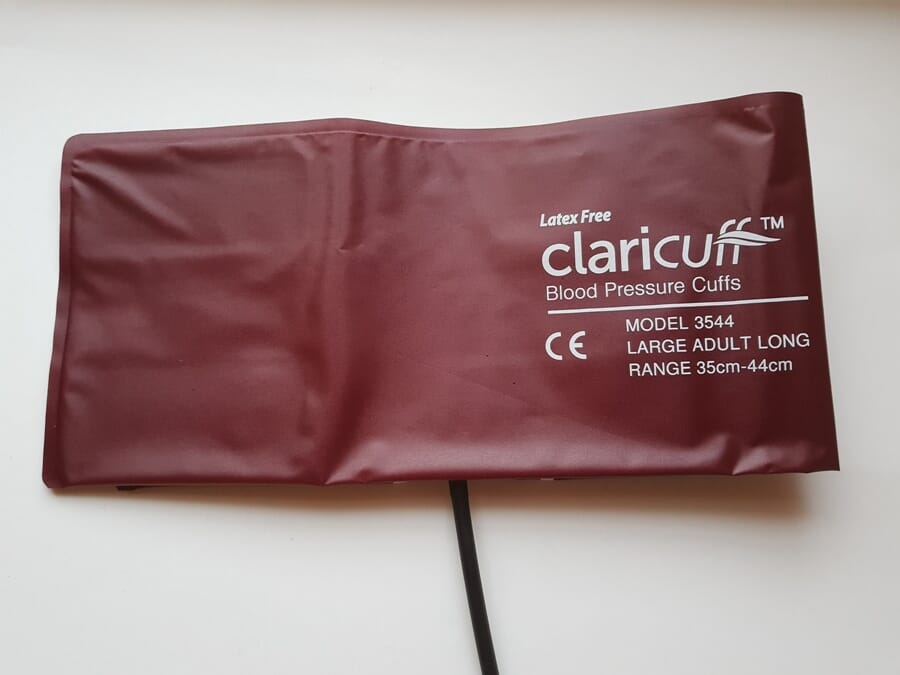 Latex Free
claricuff™
Blood Pressure Cuffs
CE
MODEL 3544
LARGE ADULT LONG
RANGE 35cm-44cm